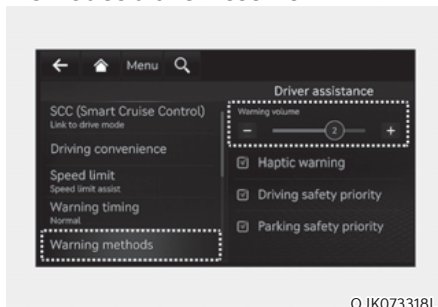 Menu
Driver assistance
SCC (Smart Cruise Control)
Link to drive mode
Driving convenience
Speed limit
Speed limit assist
Warning timing
Normal
Warning methods
Warning volume
− 2 +
Haptic warning
Driving safety priority
Parking safety priority
OJK073318L